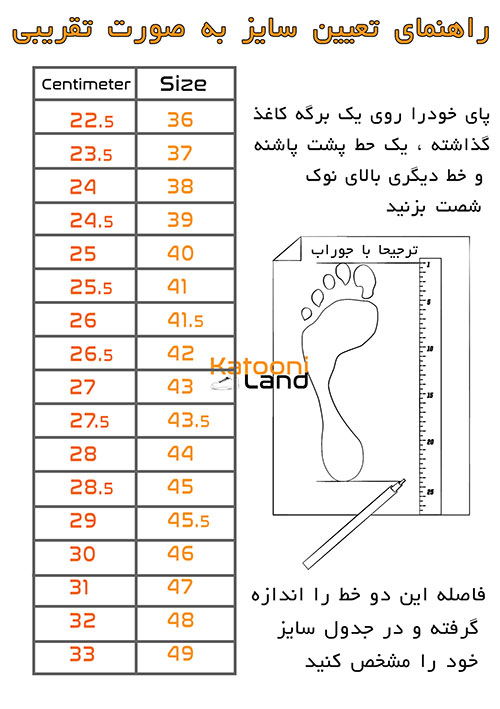 راهنمای تعیین سایز به صورت تقریبی
Centimeter Size
22.5 36
23.5 37
24 38
24.5 39
25 40
25.5 41
26 41.5
26.5 42
27 43
27.5 43.5
28 44
28.5 45
29 45.5
30 46
31 47
32 48
33 49
Katooni
Land
پای خودرا روی یک برگه کاغذ
گذاشته ، یک حط پشت پاشنه
و خط دیگری بالای نوک
شصت بزنید
ترجیحا با جوراب
1
5
10
15
20
25
فاصله این دو خط را اندازه
گرفته و در جدول سایز
خود را مشخص کنید